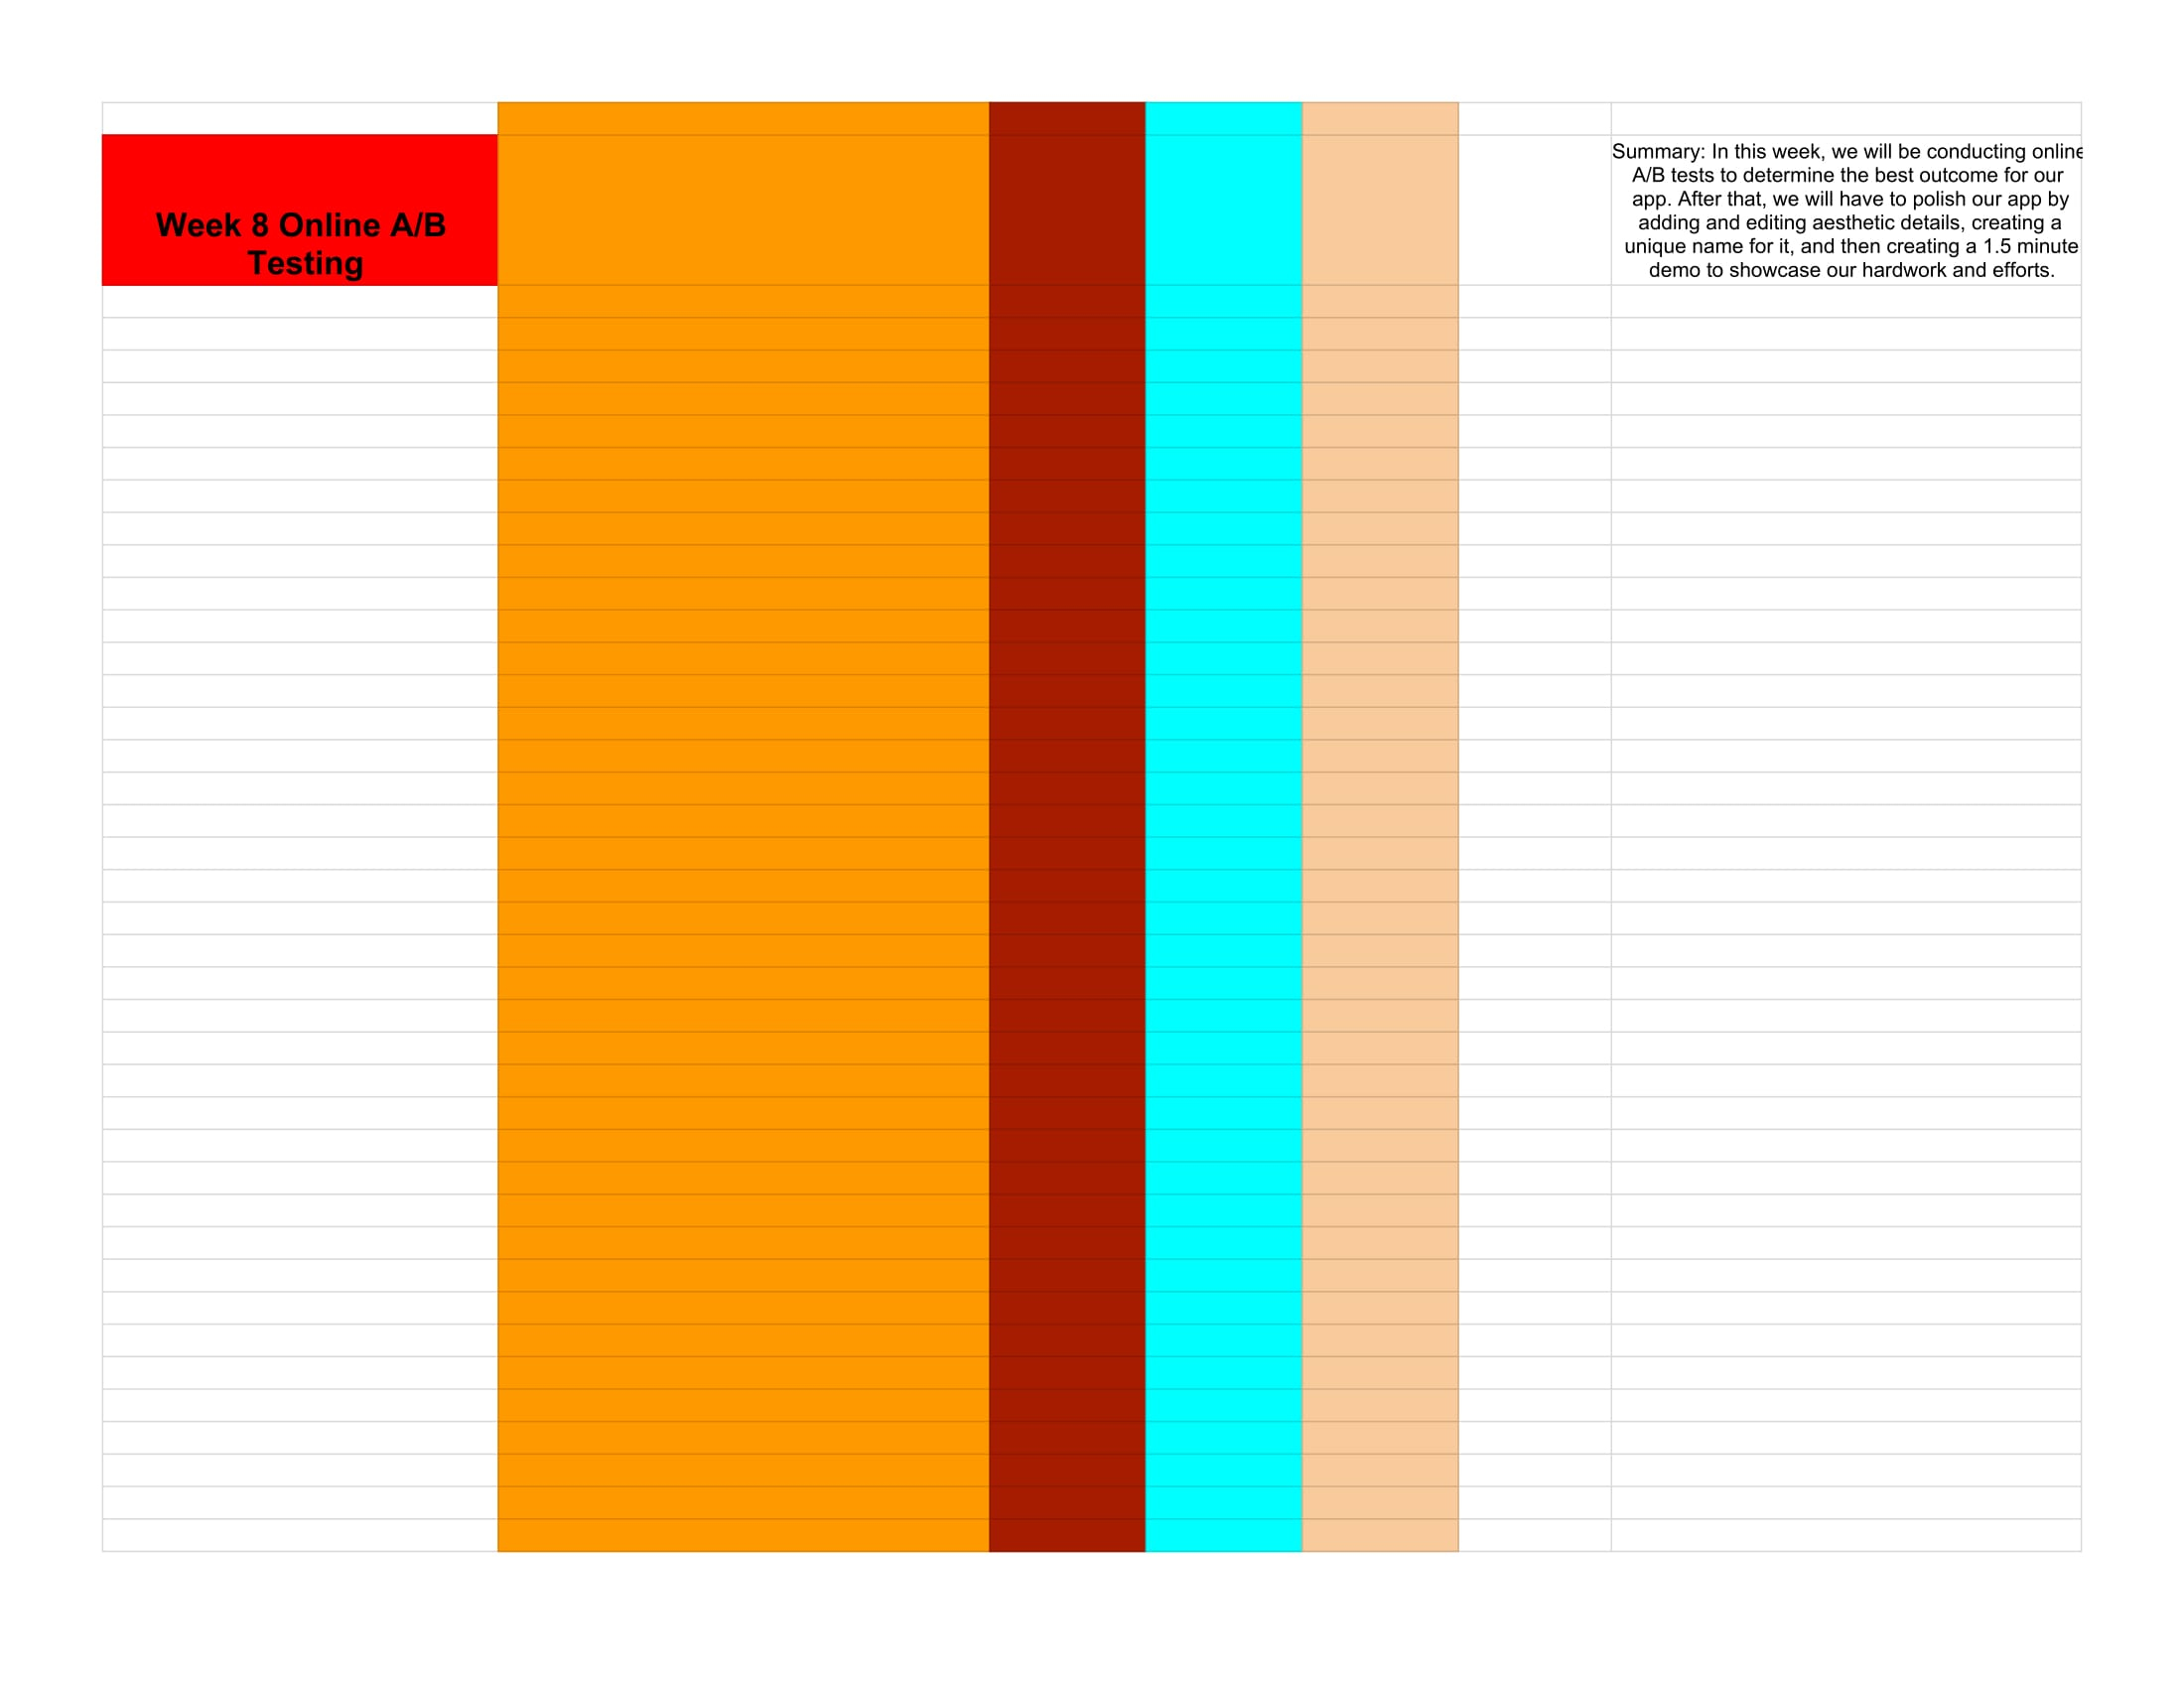 Week 8 Online A/B
Testing
Summary: In this week, we will be conducting online
A/B tests to determine the best outcome for our
app. After that, we will have to polish our app by
adding and editing aesthetic details, creating a
unique name for it, and then creating a 1.5 minute
demo to showcase our hardwork and efforts.